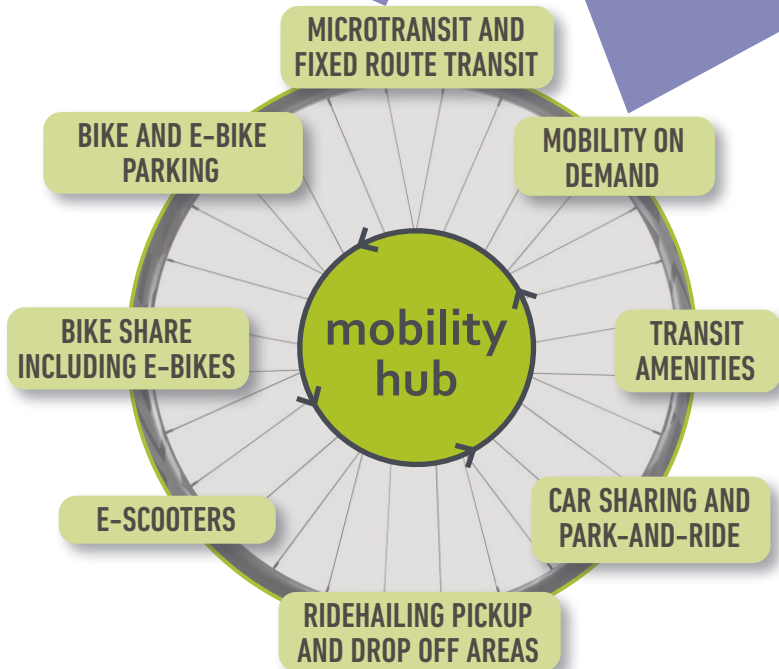 MICROTRANSIT AND
FIXED ROUTE TRANSIT
BIKE AND E-BIKE
PARKING
MOBILITY ON
DEMAND
mobility
hub
BIKE SHARE
INCLUDING E-BIKES
TRANSIT
AMENITIES
E-SCOOTERS
CAR SHARING AND
PARK-AND-RIDE
RIDEHAILING PICKUP
AND DROP OFF AREAS